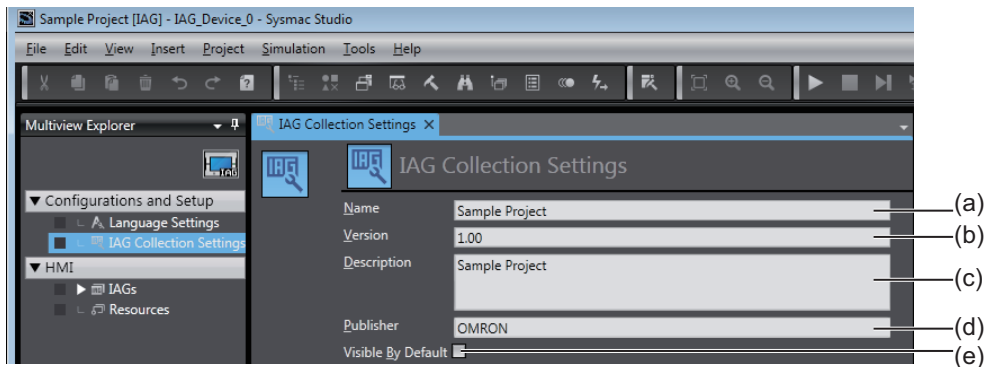 Sample Project [IAG] - IAG_Device_0 - Sysmac Studio
File Edit View Insert Project Simulation Tools Help
Multiview Explorer
IAG Collection Settings
IAG
IAG
IAG Collection Settings
Configurations and Setup
Language Settings
IAG Collection Settings
HMI
IAGs
Resources
Name Sample Project (a)
Version 1.00 (b)
Description Sample Project (c)
Publisher OMRON (d)
Visible By Default (e)